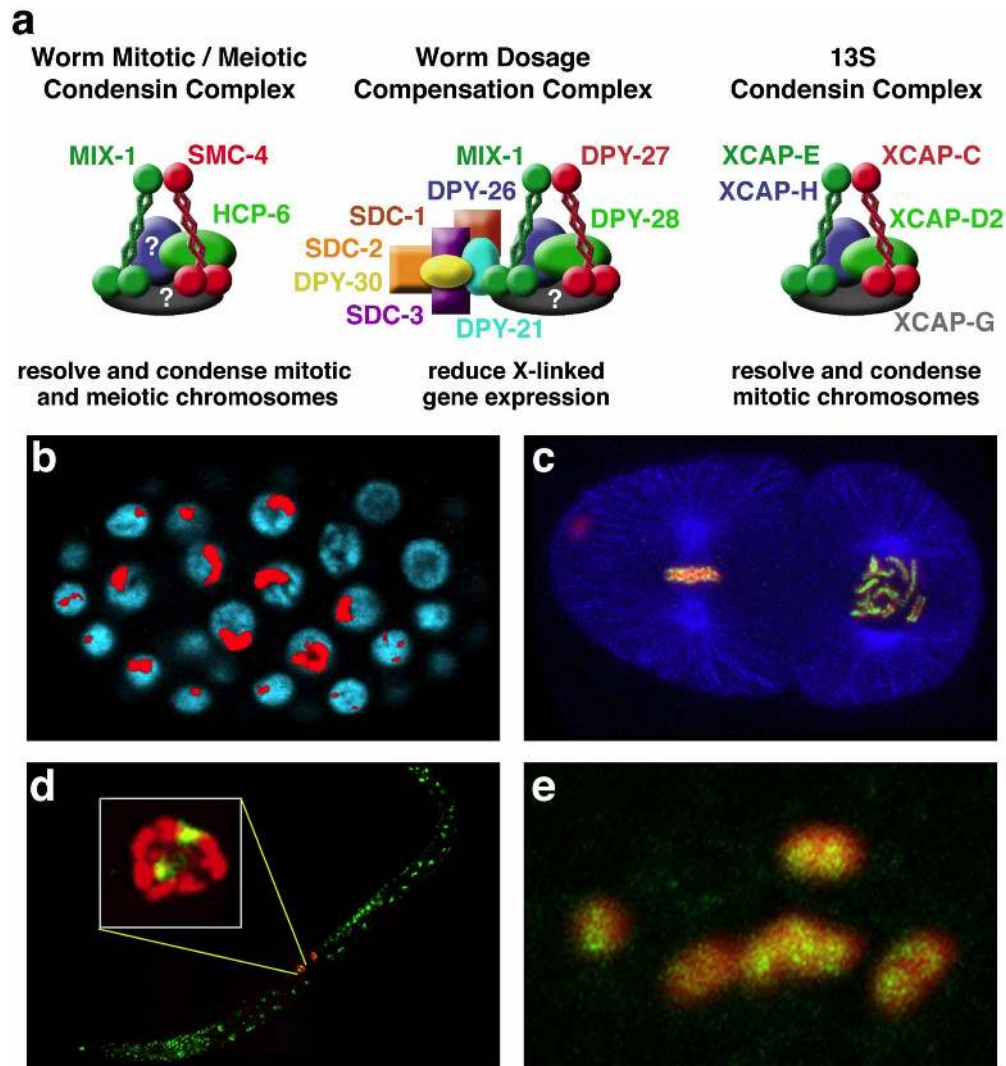 a
Worm Mitotic / Meiotic
Condensin Complex
MIX-1
SMC-4
HCP-6
?
?
resolve and condense mitotic
and meiotic chromosomes
Worm Dosage
Compensation Complex
MIX-1
DPY-27
DPY-26
SDC-1
DPY-28
SDC-2
DPY-30
?
SDC-3
DPY-21
reduce X-linked
gene expression
13S
Condensin Complex
XCAP-E
XCAP-C
XCAP-H
XCAP-D2
XCAP-G
resolve and condense
mitotic chromosomes
b
c
d
e